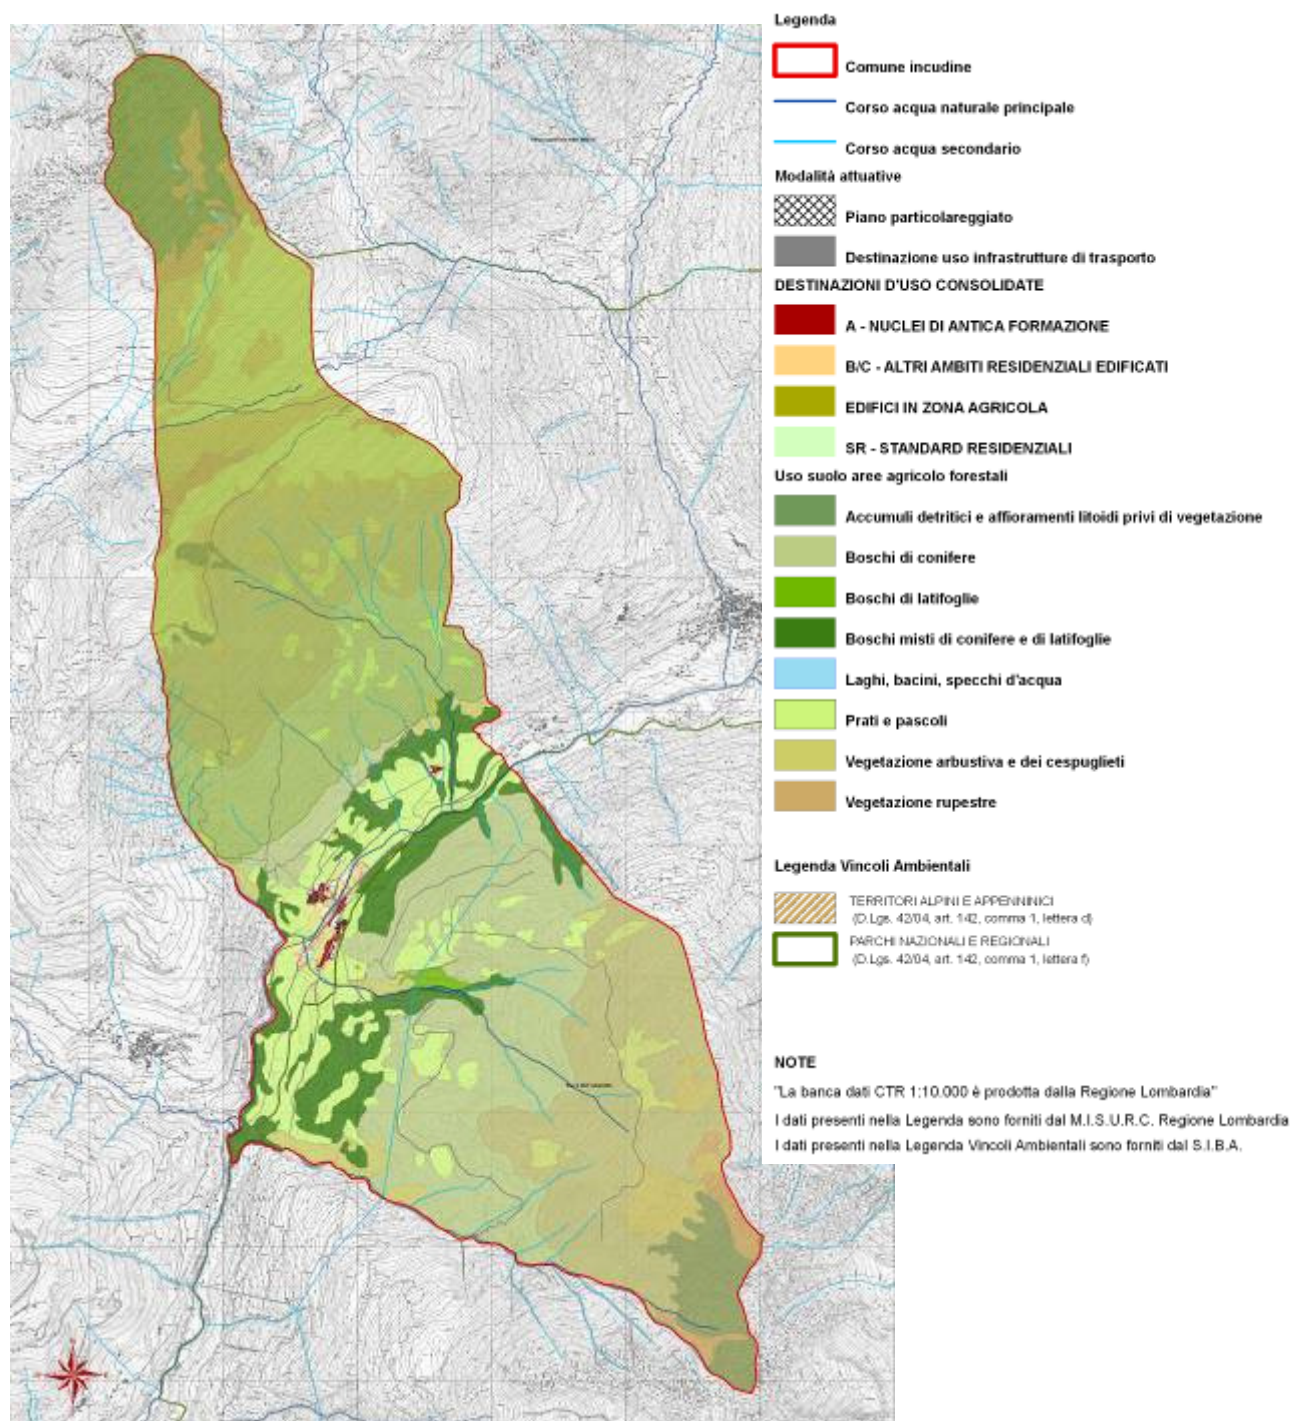 Legenda
Comune incudine
Corso acqua naturale principale
Corso acqua secondario
Modalità attuative
Piano particolareggiato
Destinazione uso infrastrutture di trasporto
DESTINAZIONI D'USO CONSOLIDATE
A - NUCLEI DI ANTICA FORMAZIONE
B/C - ALTRI AMBITI RESIDENZIALI EDIFICATI
EDIFICI IN ZONA AGRICOLA
SR - STANDARD RESIDENZIALI
Uso suolo aree agricolo forestali
Accumuli detritici e affioramenti litoidi privi di vegetazione
Boschi di conifere
Boschi di latifoglie
Boschi misti di conifere e di latifoglie
Laghi, bacini, specchi d'acqua
Prati e pascoli
Vegetazione arbustiva e dei cespuglieti
Vegetazione rupestre
Legenda Vincoli Ambientali
TERRITORI ALPINI E APPENNINICI
(D.Lgs. 42/04, art. 142, comma 1, lettera d)
PARCHI NAZIONALI E REGIONALI
(D.Lgs. 42/04, art. 142, comma 1, lettera f)
NOTE
"La banca dati CTR 1:10.000 è prodotta dalla Regione Lombardia"
I dati presenti nella Legenda sono forniti dal M.I.S.U.R.C. Regione Lombardia
I dati presenti nella Legenda Vincoli Ambientali sono forniti dal S.I.B.A.